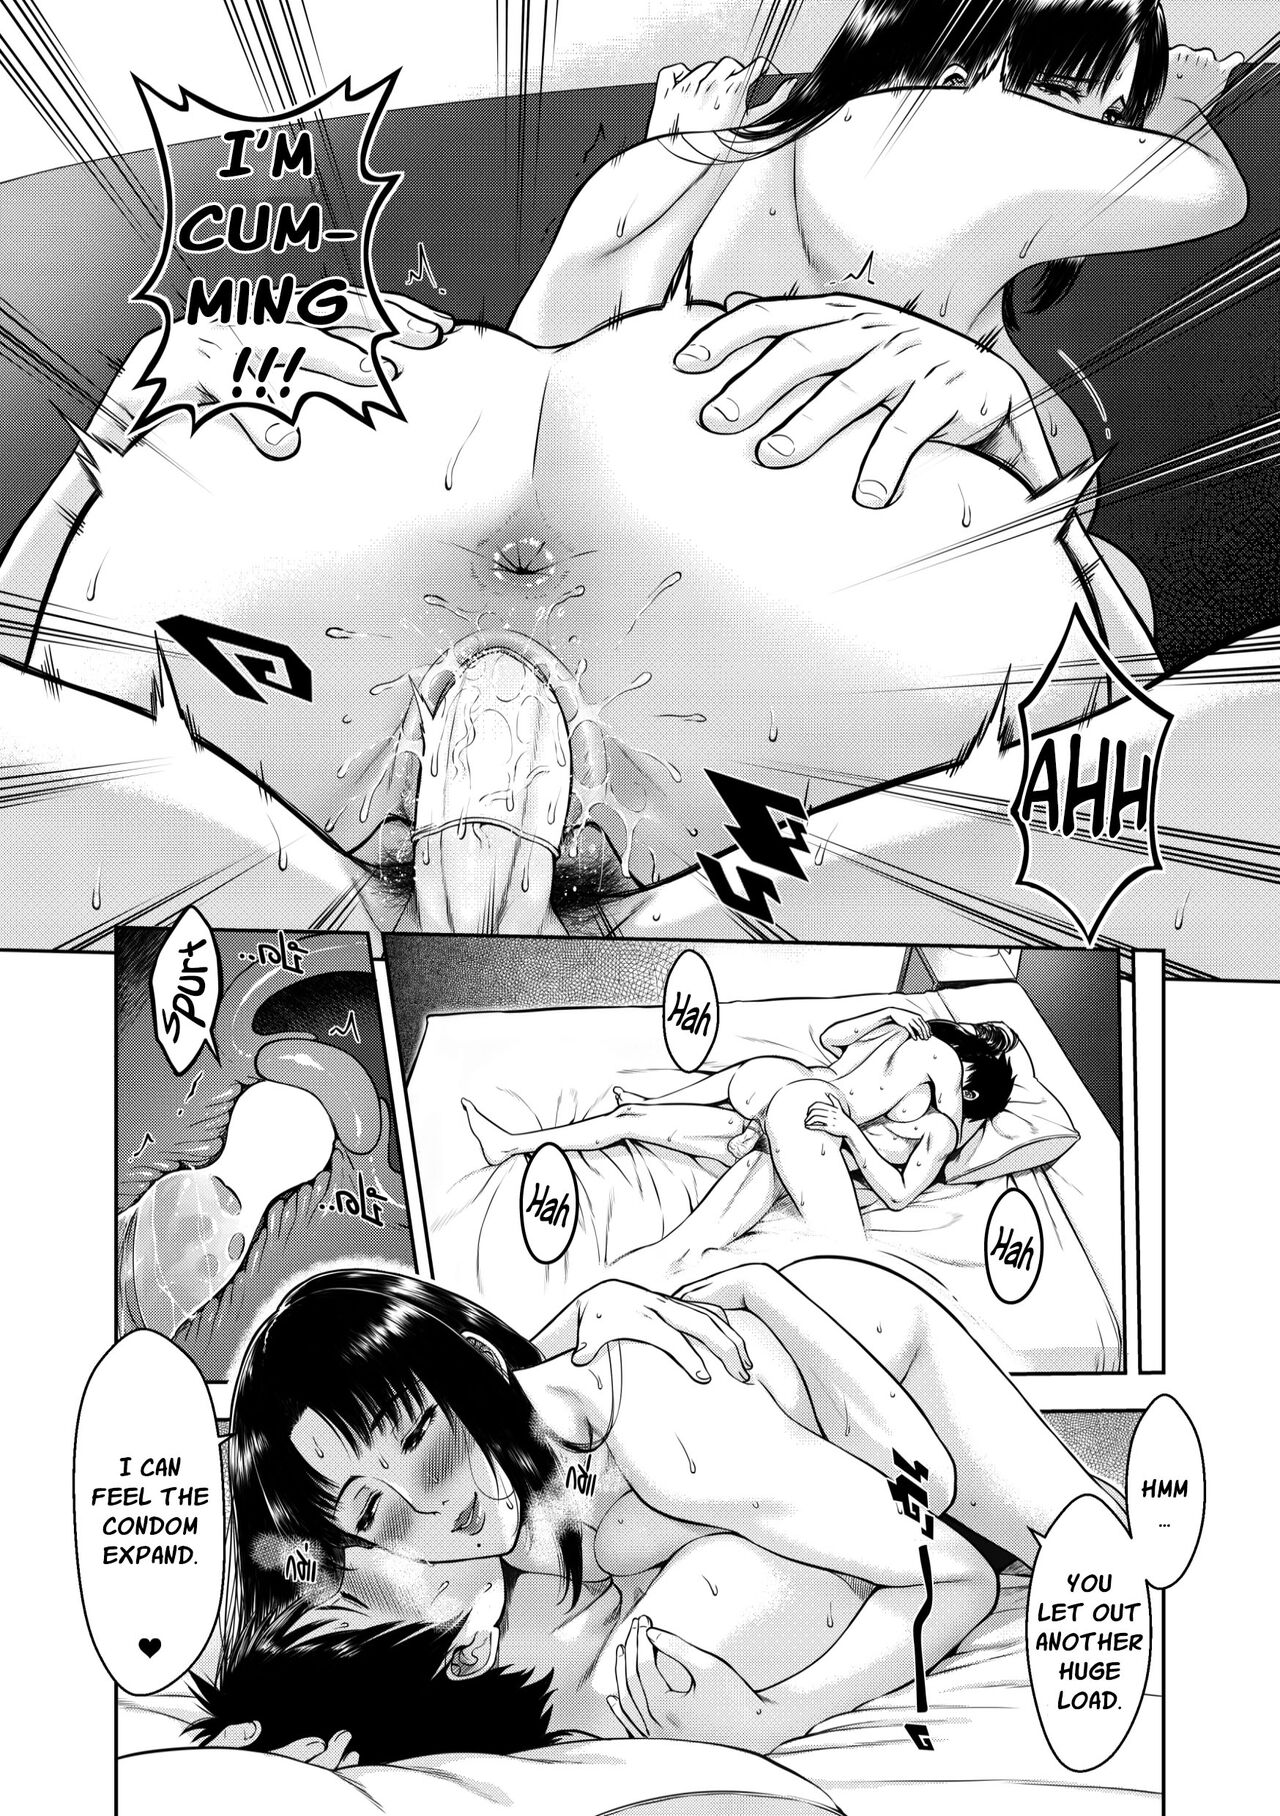 I'M
CUM-
MING
!!!
AHH
Spurt
Hah
Hah
Hah
HMM
...
YOU
LET OUT
ANOTHER
HUGE
LOAD.
I CAN
FEEL THE
CONDOM
EXPAND.
♥